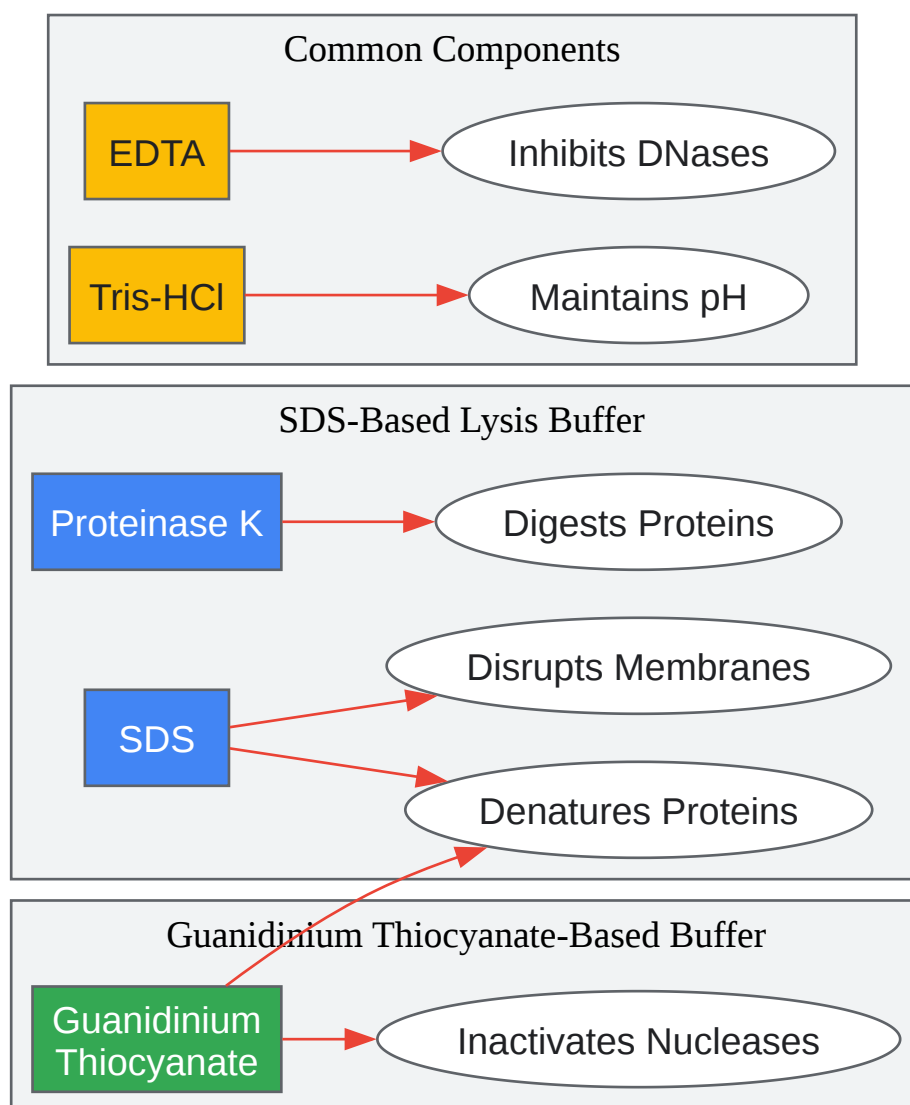 Common Components
EDTA
Inhibits DNases
Tris-HCl
Maintains pH
SDS-Based Lysis Buffer
Proteinase K
Digests Proteins
Disrupts Membranes
SDS
Denatures Proteins
Guanidinium Thiocyanate-Based Buffer
Guanidinium
Thiocyanate
Inactivates Nucleases